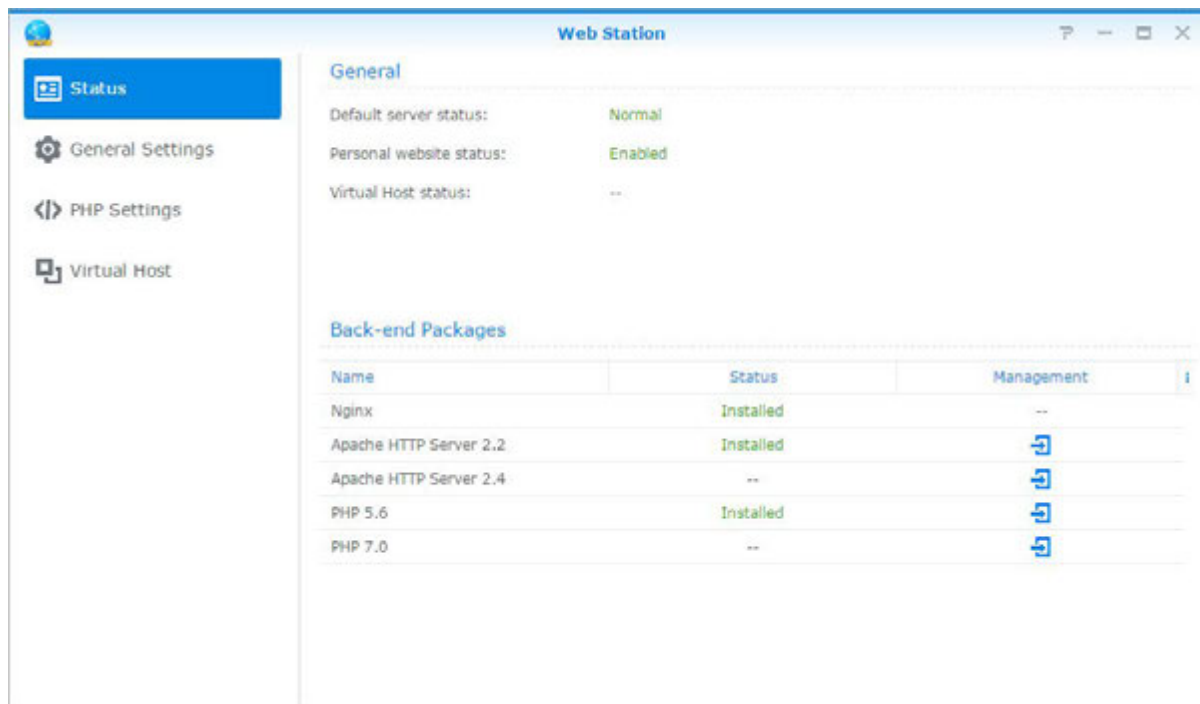 Web Station
Status
General Settings
PHP Settings
Virtual Host
General
Default server status: Normal
Personal website status: Enabled
Virtual Host status: --
Back-end Packages
Name Status Management
Nginx Installed --
Apache HTTP Server 2.2 Installed
Apache HTTP Server 2.4 --
PHP 5.6 Installed
PHP 7.0 --